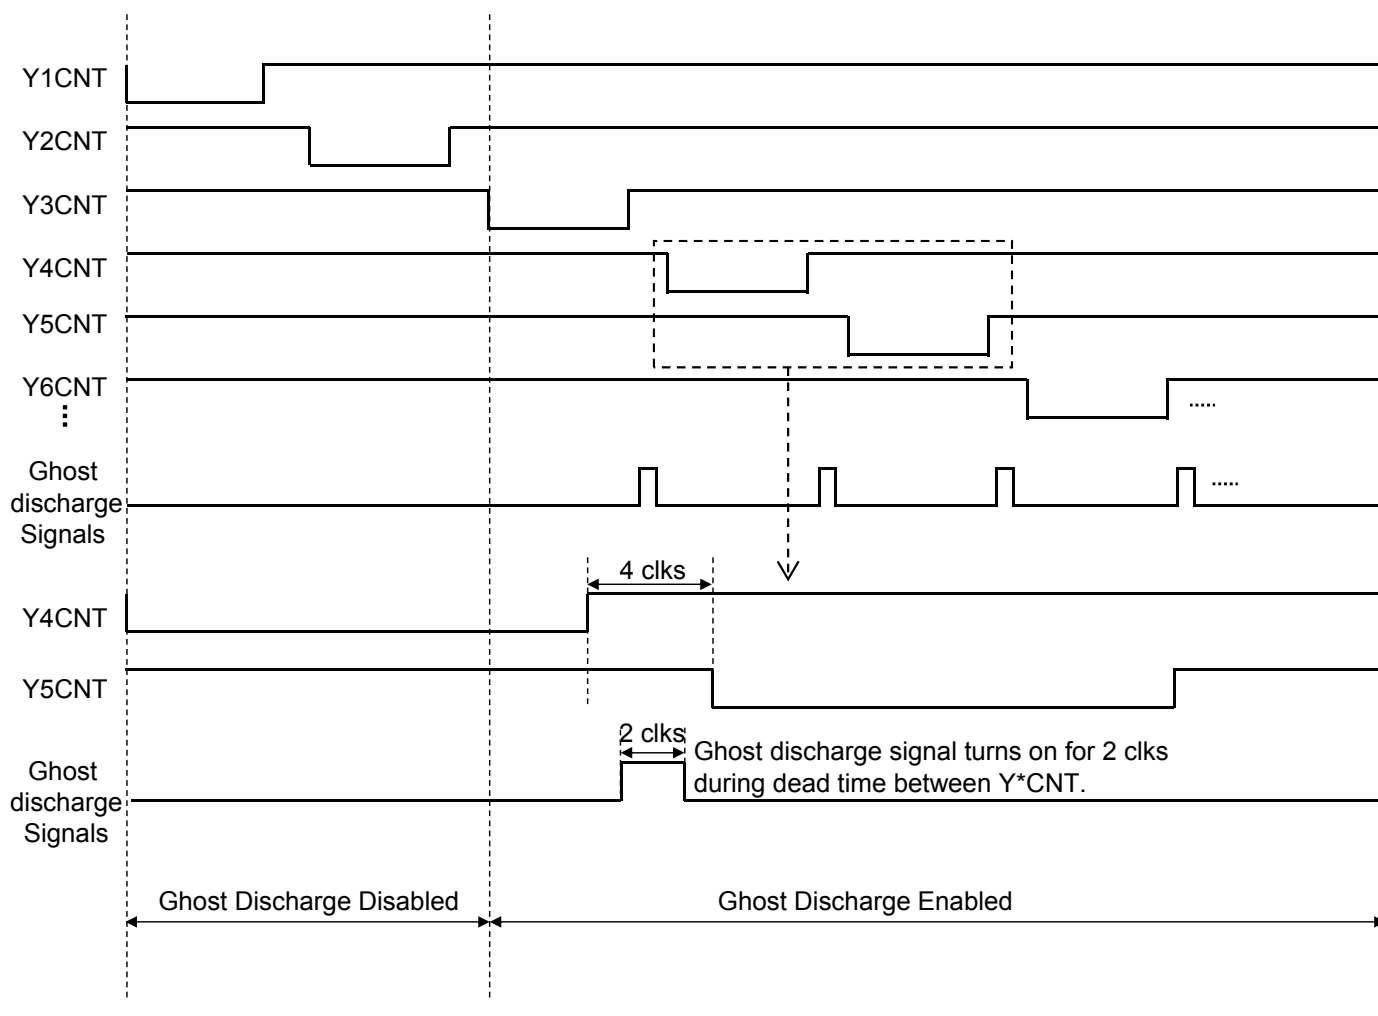 Y1CNT
Y2CNT
Y3CNT
Y4CNT
Y5CNT
Y6CNT
⋮
.....
Ghost
discharge
Signals
.....
4 clks
Y4CNT
Y5CNT
2 clks
Ghost discharge signal turns on for 2 clks
during dead time between Y*CNT.
Ghost
discharge
Signals
Ghost Discharge Disabled
Ghost Discharge Enabled